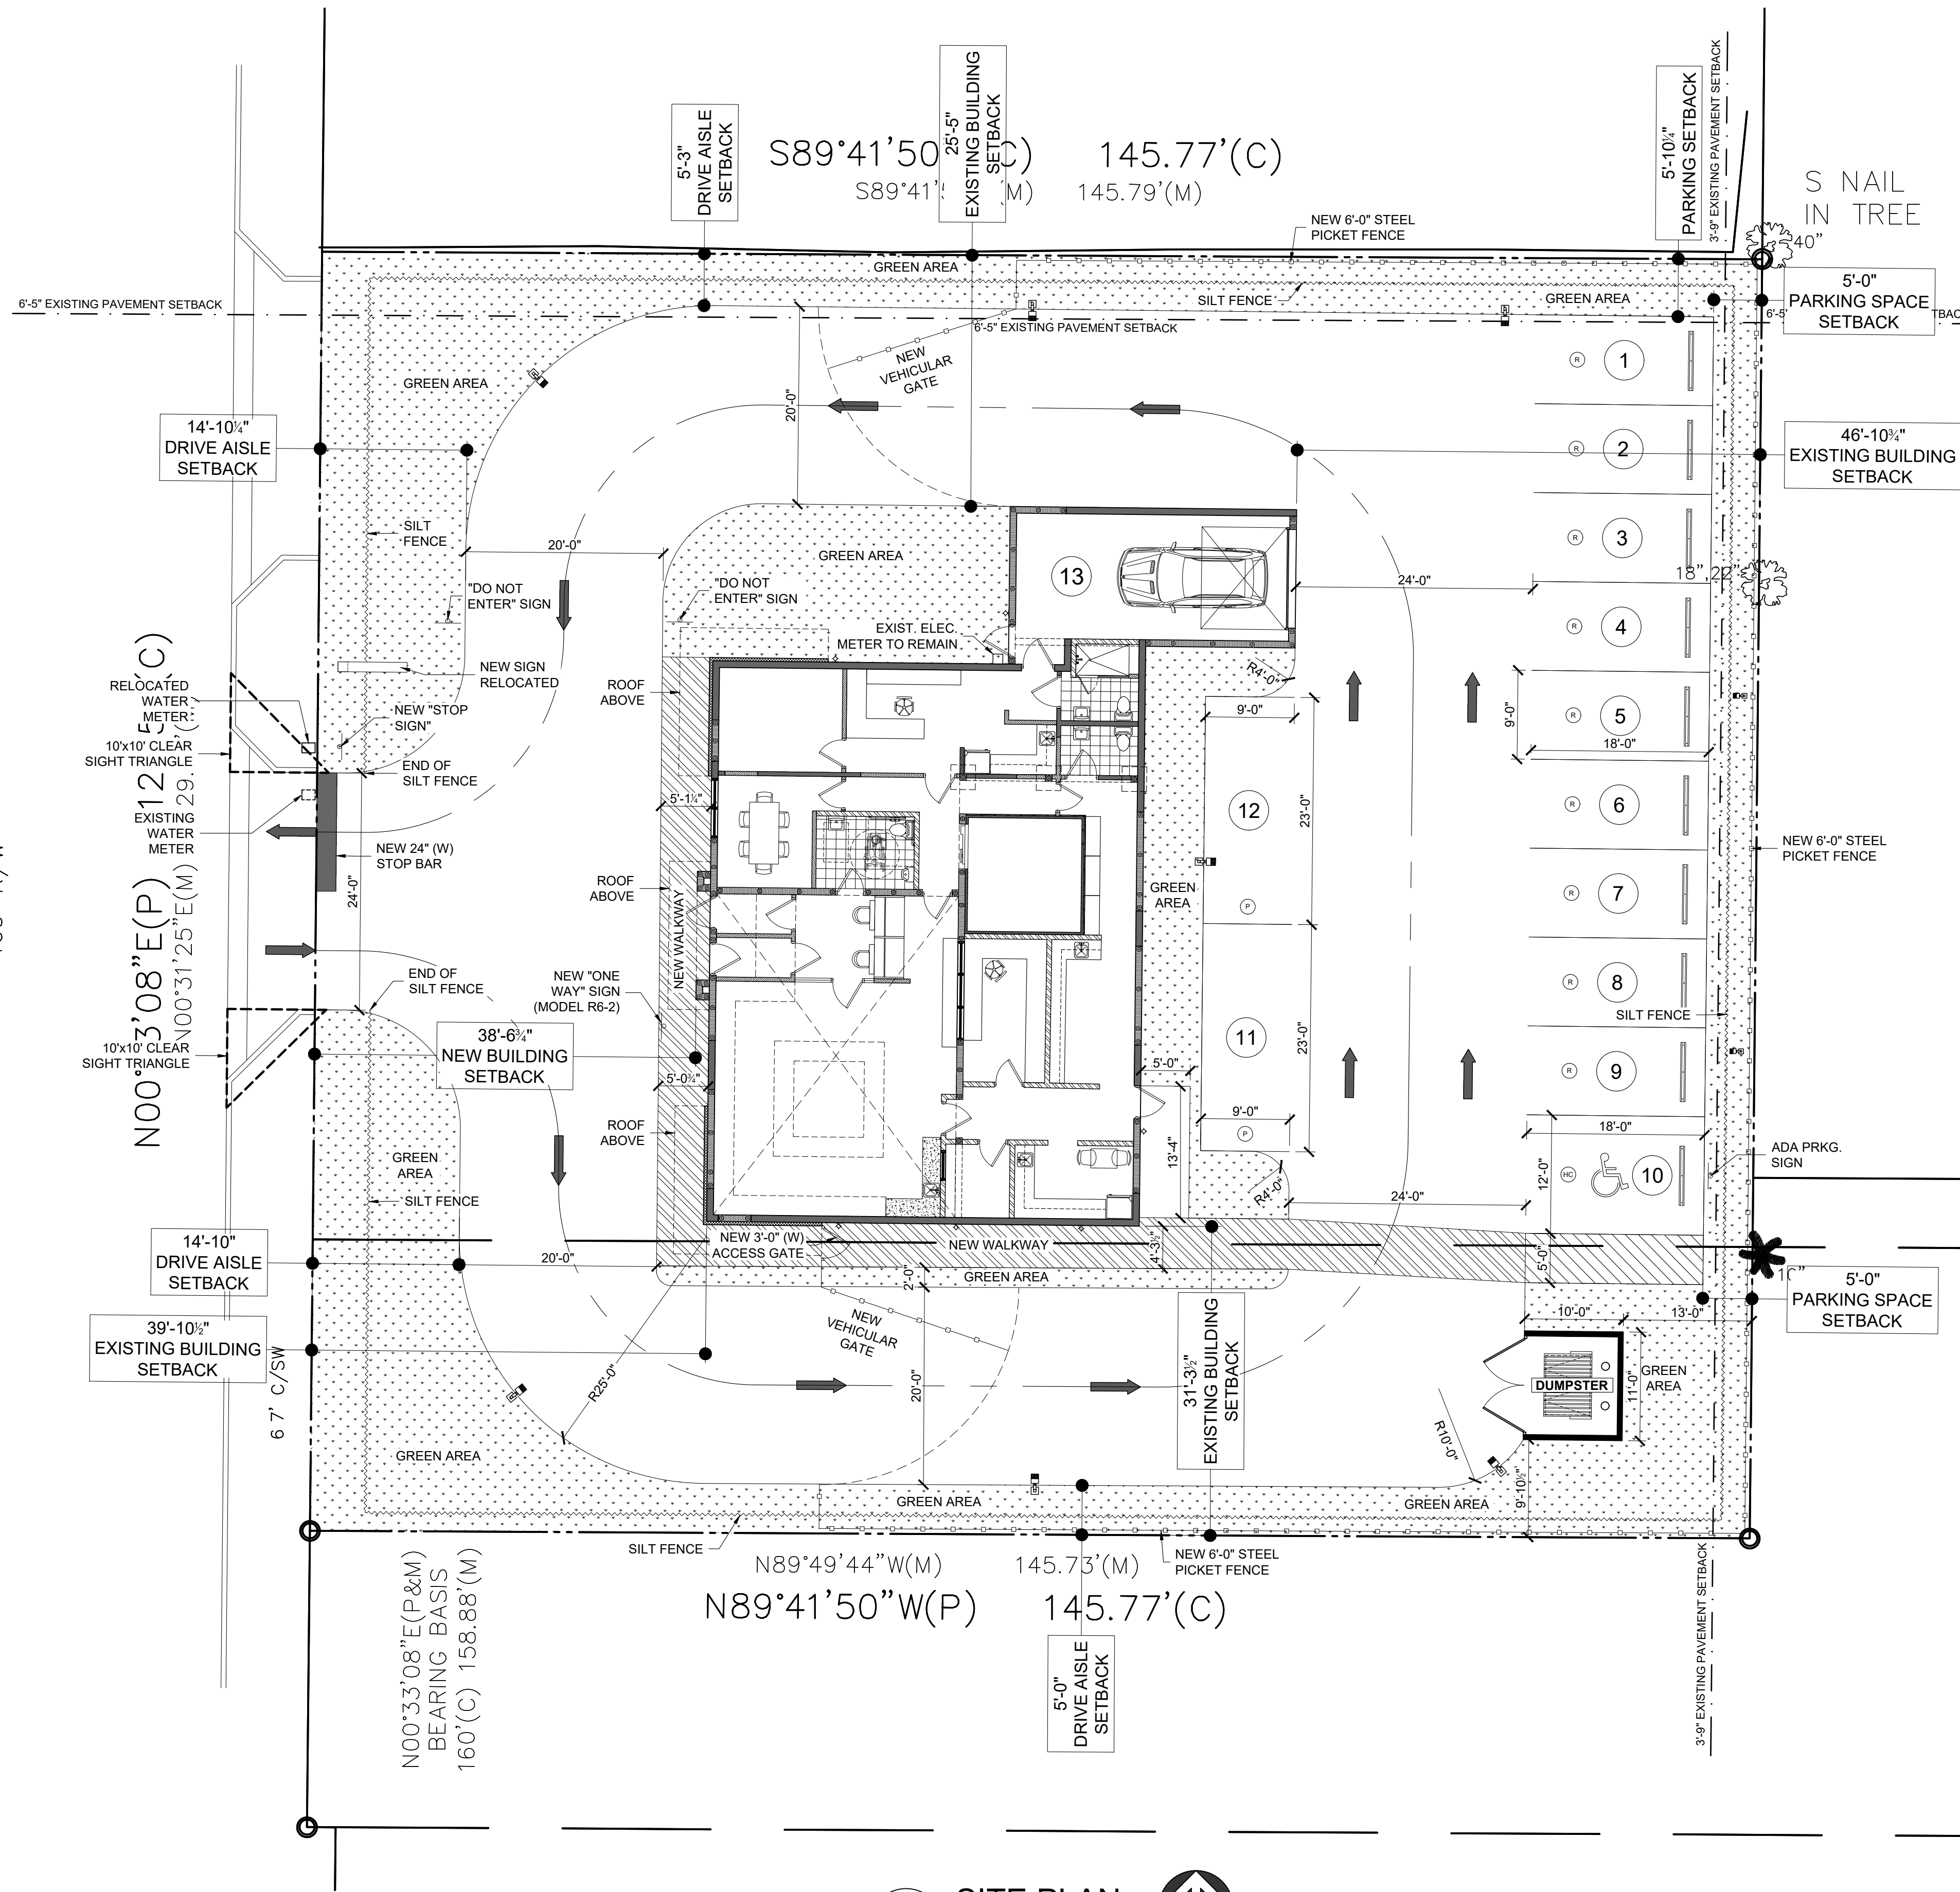 5'-3"
DRIVE AISLE
SETBACK
25'-5"
EXISTING BUILDING
SETBACK
S89°41'50
C)
145.77'(C)
S89°41'
M)
145.79'(M)
5'-10¼"
PARKING SETBACK
3'-9" EXISTING PAVEMENT SETBACK
S NAIL
IN TREE
40"
NEW 6'-0" STEEL
PICKET FENCE
GREEN AREA
SILT FENCE
GREEN AREA
5'-0"
PARKING SPACE
SETBACK
6'-5" EXISTING PAVEMENT SETBACK
6'-5" EXISTING PAVEMENT SETBACK
6'-5'
TBAC
NEW
VEHICULAR
GATE
GREEN AREA
20'-0"
R
1
14'-10¼"
DRIVE AISLE
SETBACK
R
2
46'-10¾"
EXISTING BUILDING
SETBACK
SILT
FENCE
20'-0"
GREEN AREA
R
3
13
18",22"
24'-0"
"DO NOT
ENTER" SIGN
"DO NOT
ENTER" SIGN
EXIST. ELEC.
METER TO REMAIN
R
4
NEW SIGN
RELOCATED
ROOF
ABOVE
R4'-0"
RELOCATED
WATER
METER
NEW "STOP
SIGN"
9'-0"
9'-0"
R
5
18'-0"
10'x10' CLEAR
SIGHT TRIANGLE
END OF
SILT FENCE
5'-1¼"
12
23'-0"
R
6
EXISTING
WATER
METER
NEW 24" (W)
STOP BAR
24'-0"
NEW 6'-0" STEEL
PICKET FENCE
ROOF
ABOVE
GREEN
AREA
P
R
7
NEW WALKWAY
N00°
3'08"E(P)
12
5
(C)
N00°31'25"E(M)
29.
END OF
SILT FENCE
NEW "ONE
WAY" SIGN
(MODEL R6-2)
R
8
SILT FENCE
10'x10' CLEAR
SIGHT TRIANGLE
38'-6¾"
NEW BUILDING
SETBACK
11
23'-0"
5'-0"
R
9
5'-0¾"
9'-0"
P
18'-0"
ROOF
ABOVE
13'-4"
12'-0"
ADA PRKG.
SIGN
GREEN
AREA
HC
10
SILT FENCE
R4'-0"
24'-0"
14'-10"
DRIVE AISLE
SETBACK
20'-0"
NEW 3'-0" (W)
ACCESS GATE
NEW WALKWAY
4'-3½"
5'-0"
GREEN AREA
2'-0"
5'-0"
PARKING SPACE
SETBACK
10'-0"
13'-0"
NEW
VEHICULAR
GATE
39'-10½"
EXISTING BUILDING
SETBACK
6 7' C/SW
R25'-0"
20'-0"
31'-3½"
EXISTING BUILDING
SETBACK
DUMPSTER
11'-0"
GREEN
AREA
R10'-0"
GREEN AREA
GREEN AREA
GREEN AREA
9'-10½"
SILT FENCE
N89°49'44"W(M)
145.73'(M)
NEW 6'-0" STEEL
PICKET FENCE
N89°41'50"W(P)
145.77'(C)
N00°33'08"E(P&M)
BEARING BASIS
160'(C) 158.88'(M)
5'-0"
DRIVE AISLE
SETBACK
3'-9" EXISTING PAVEMENT SETBACK
SITE PLAN